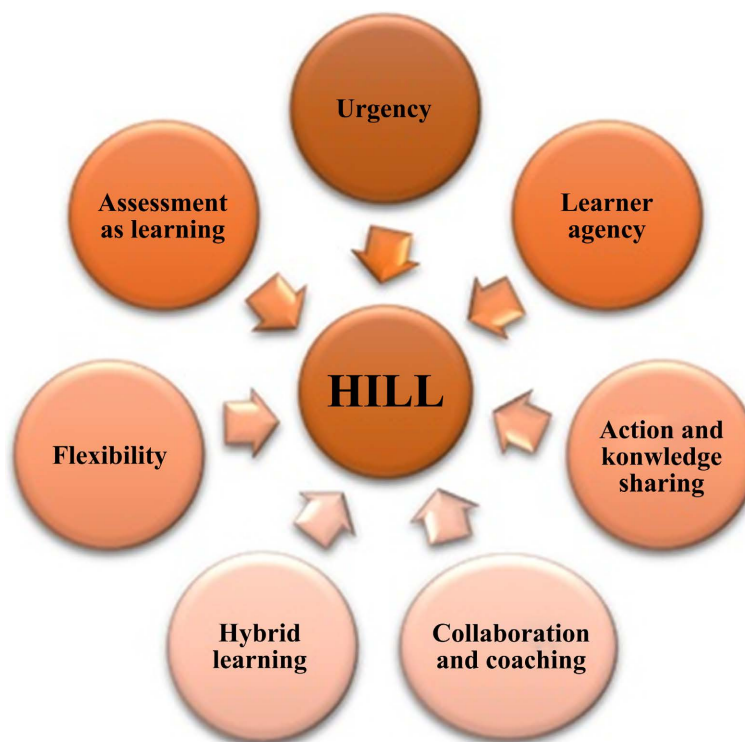 Urgency
Assessment
as learning
Learner
agency
HILL
Flexibility
Action and
konwledge
sharing
Hybrid
learning
Collaboration
and coaching